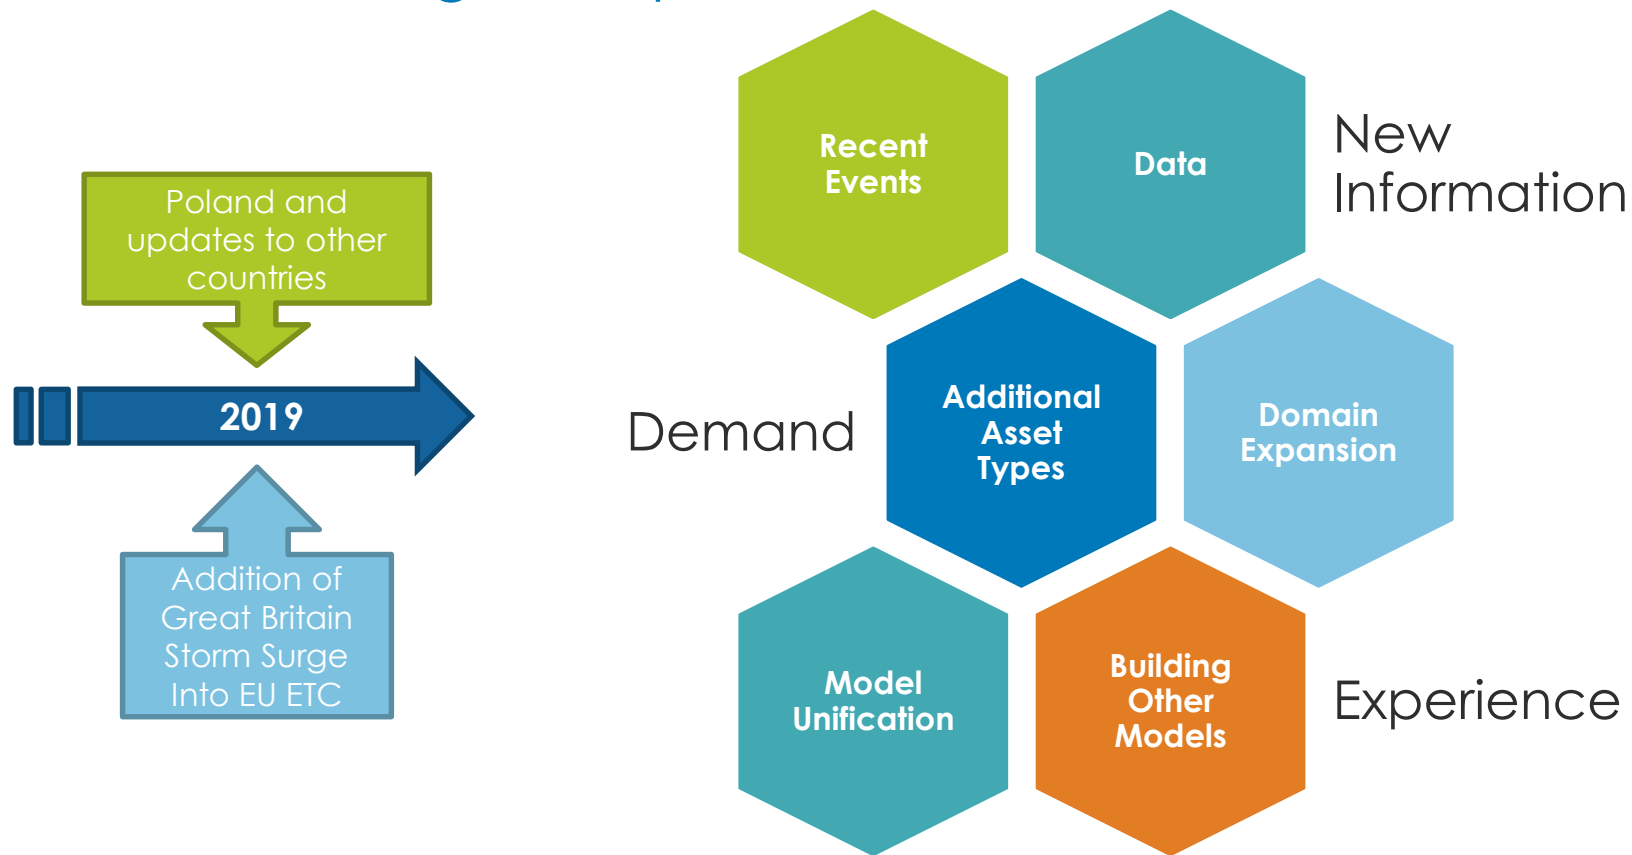 Poland and
updates to other
countries
2019
Addition of
Great Britain
Storm Surge
Into EU ETC
Recent
Events
Data
New
Information
Demand
Additional
Asset
Types
Domain
Expansion
Model
Unification
Building
Other
Models
Experience